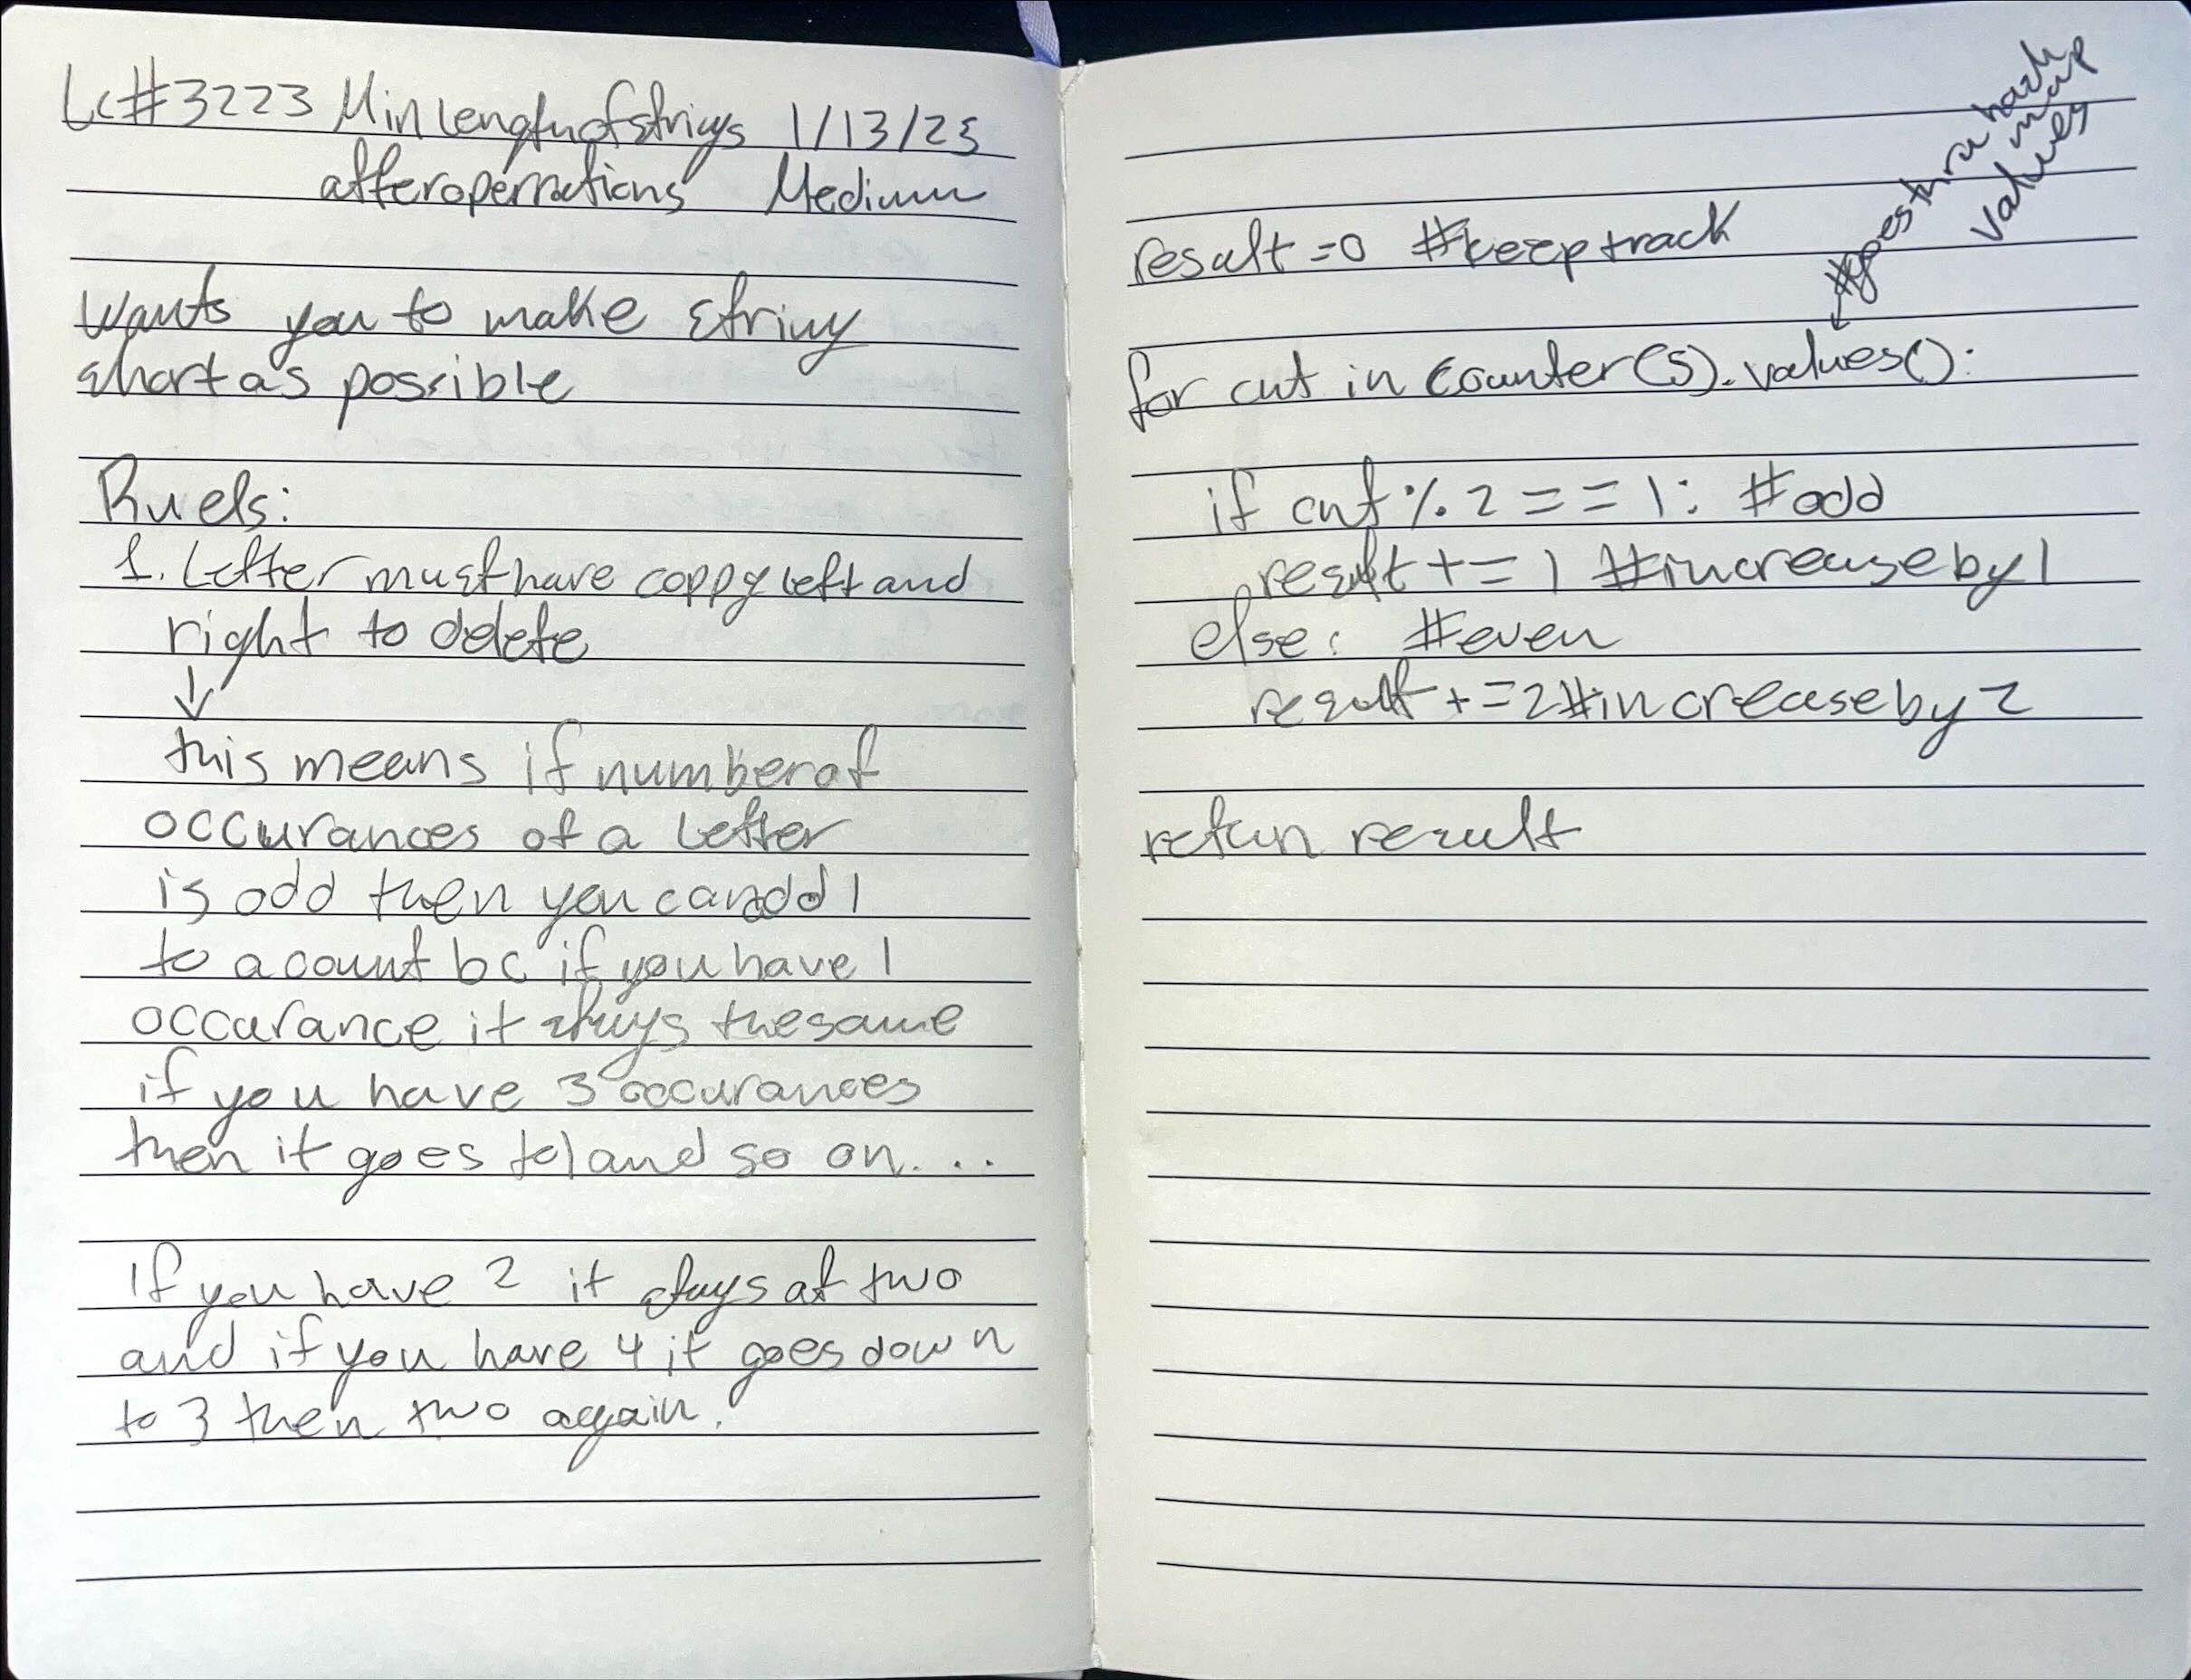 Lc#3223 Min Length of strings 1/13/25
after operrations Medium
Wants you to make string
short as possible
Ruels:
1. Letter must have coppy left and
right to delete
↓
this means if number of
occurances of a letter
is odd then you can add 1
to a count bc if you have 1
occurance it stays the same
if you have 3 occurances
then it goes to 1 and so on....
If you have 2 it stays at two
and if you have 4 it goes down
to 3 then two again.
#goes thru hash
map
values
result=0 #keep track
for cnt in Counter(s).values():
if cnt % 2 == 1: #odd
result += 1 #increase by 1
else: #even
result +=2 #increase by 2
return result